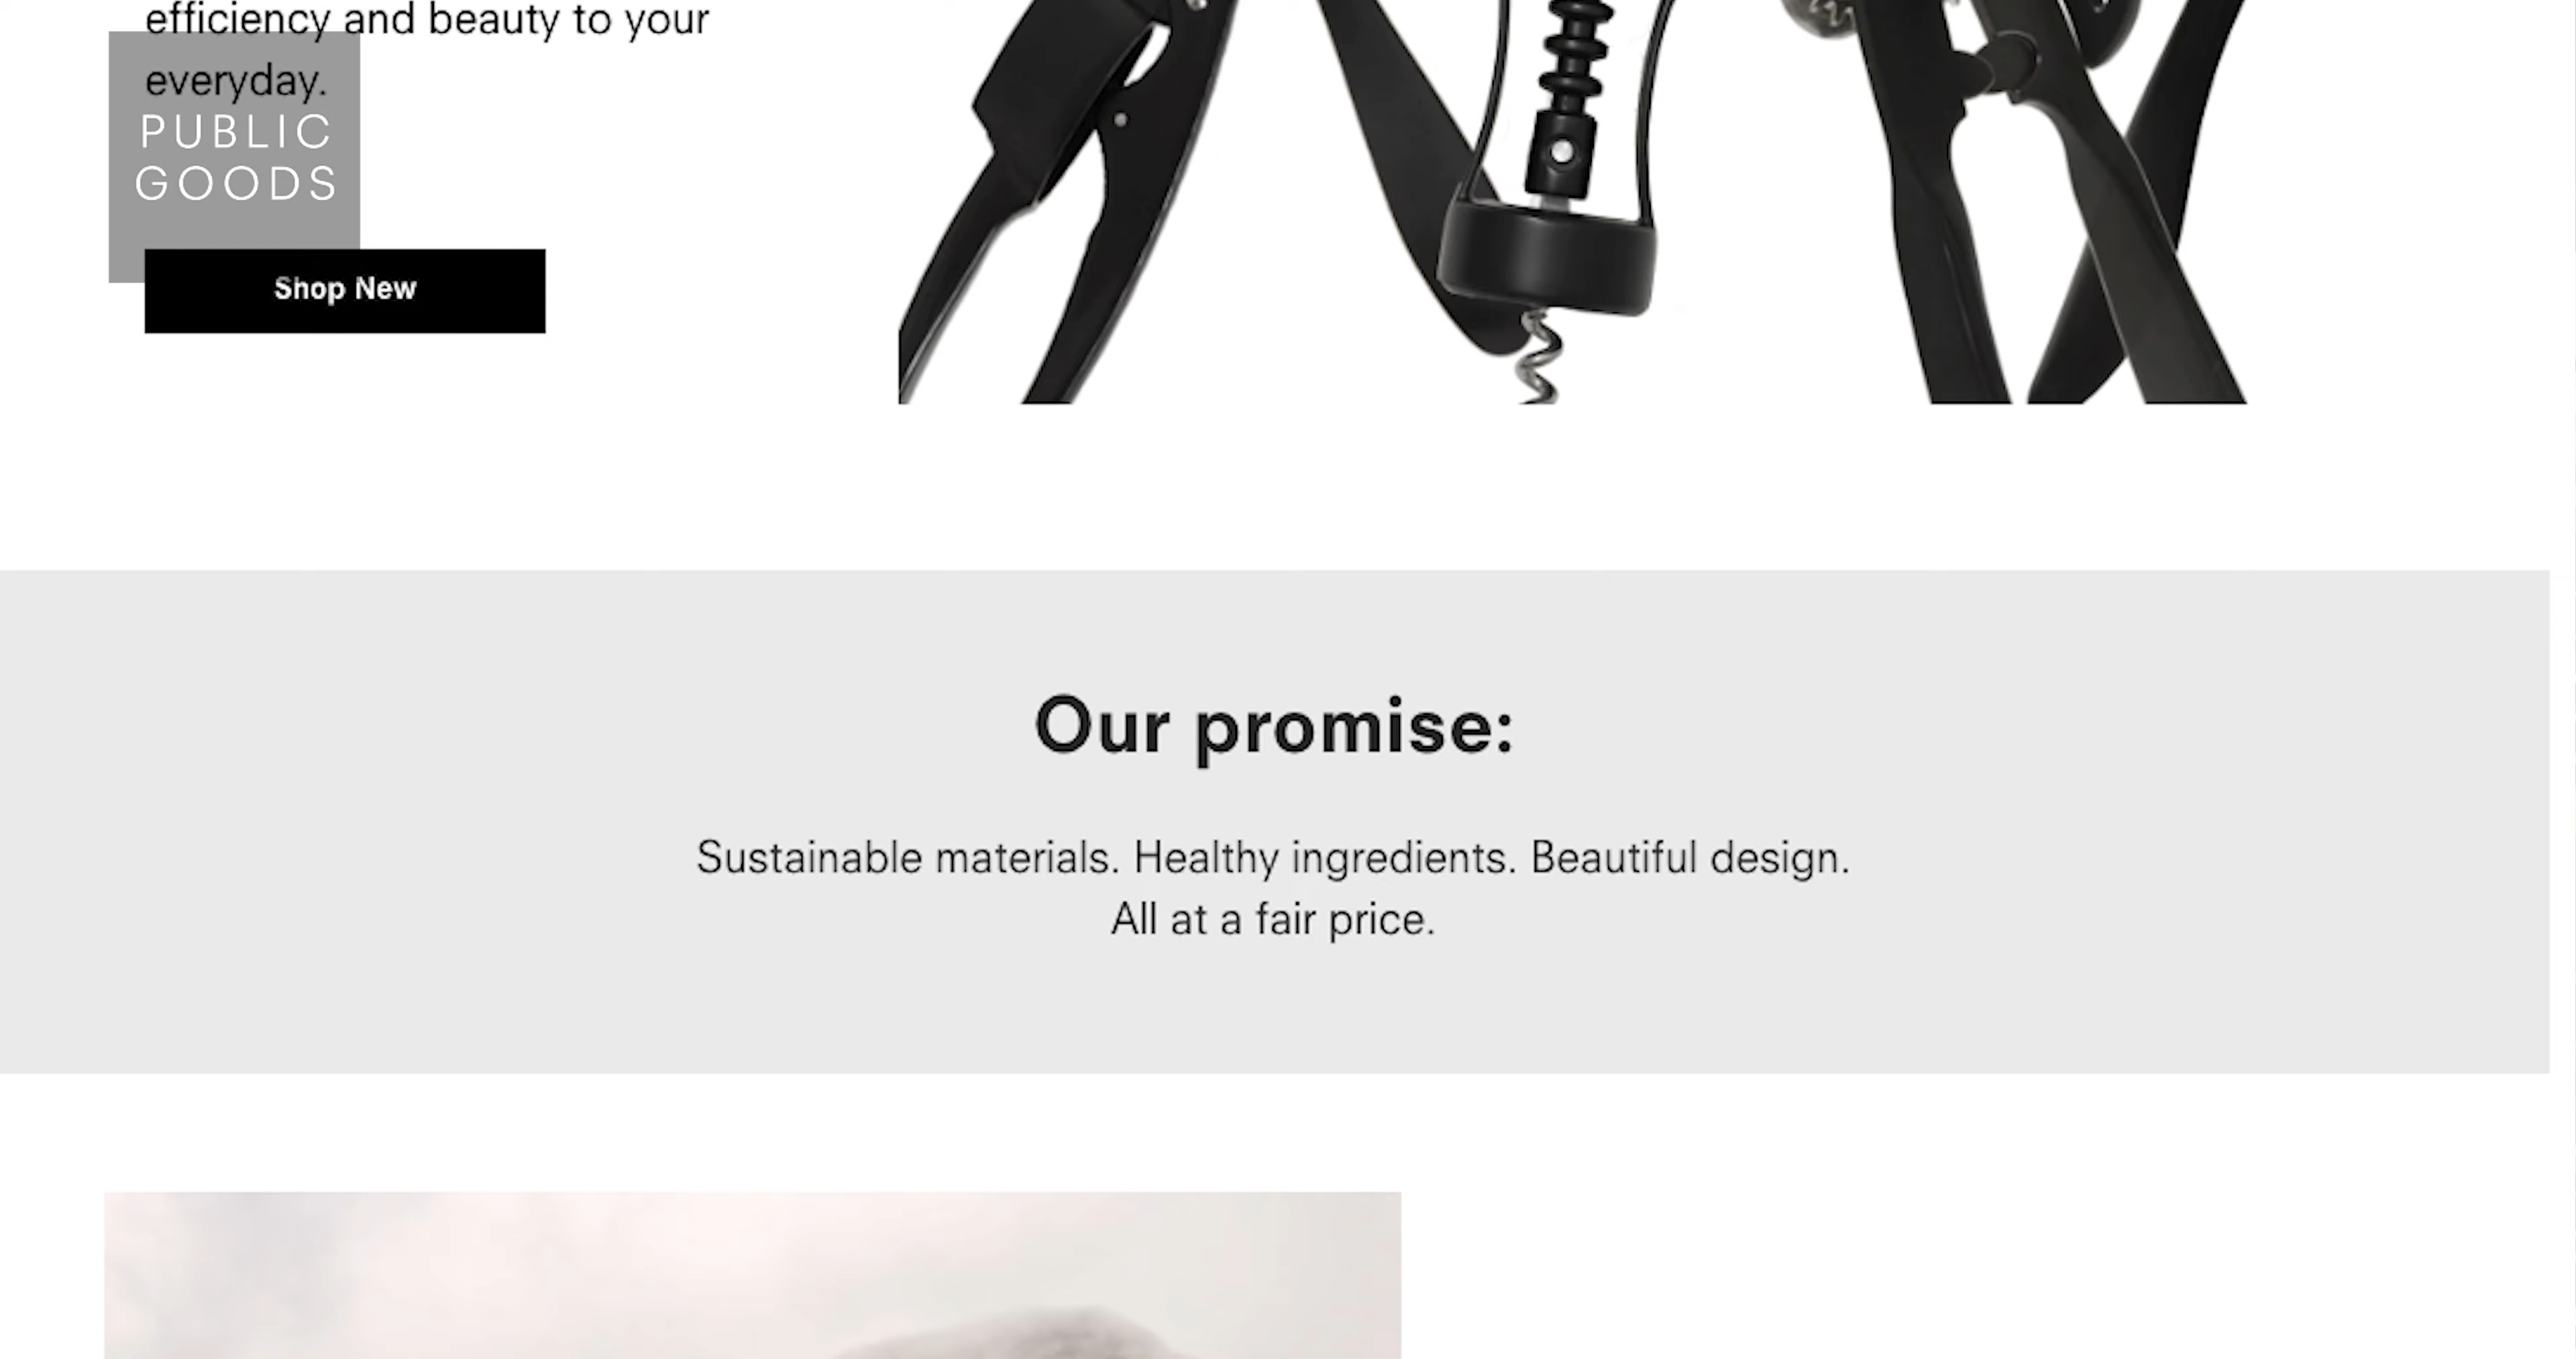 efficiency and beauty to your
everyday.
PUBLIC
GOODS
Shop New
Our promise:
Sustainable materials. Healthy ingredients. Beautiful design.
All at a fair price.